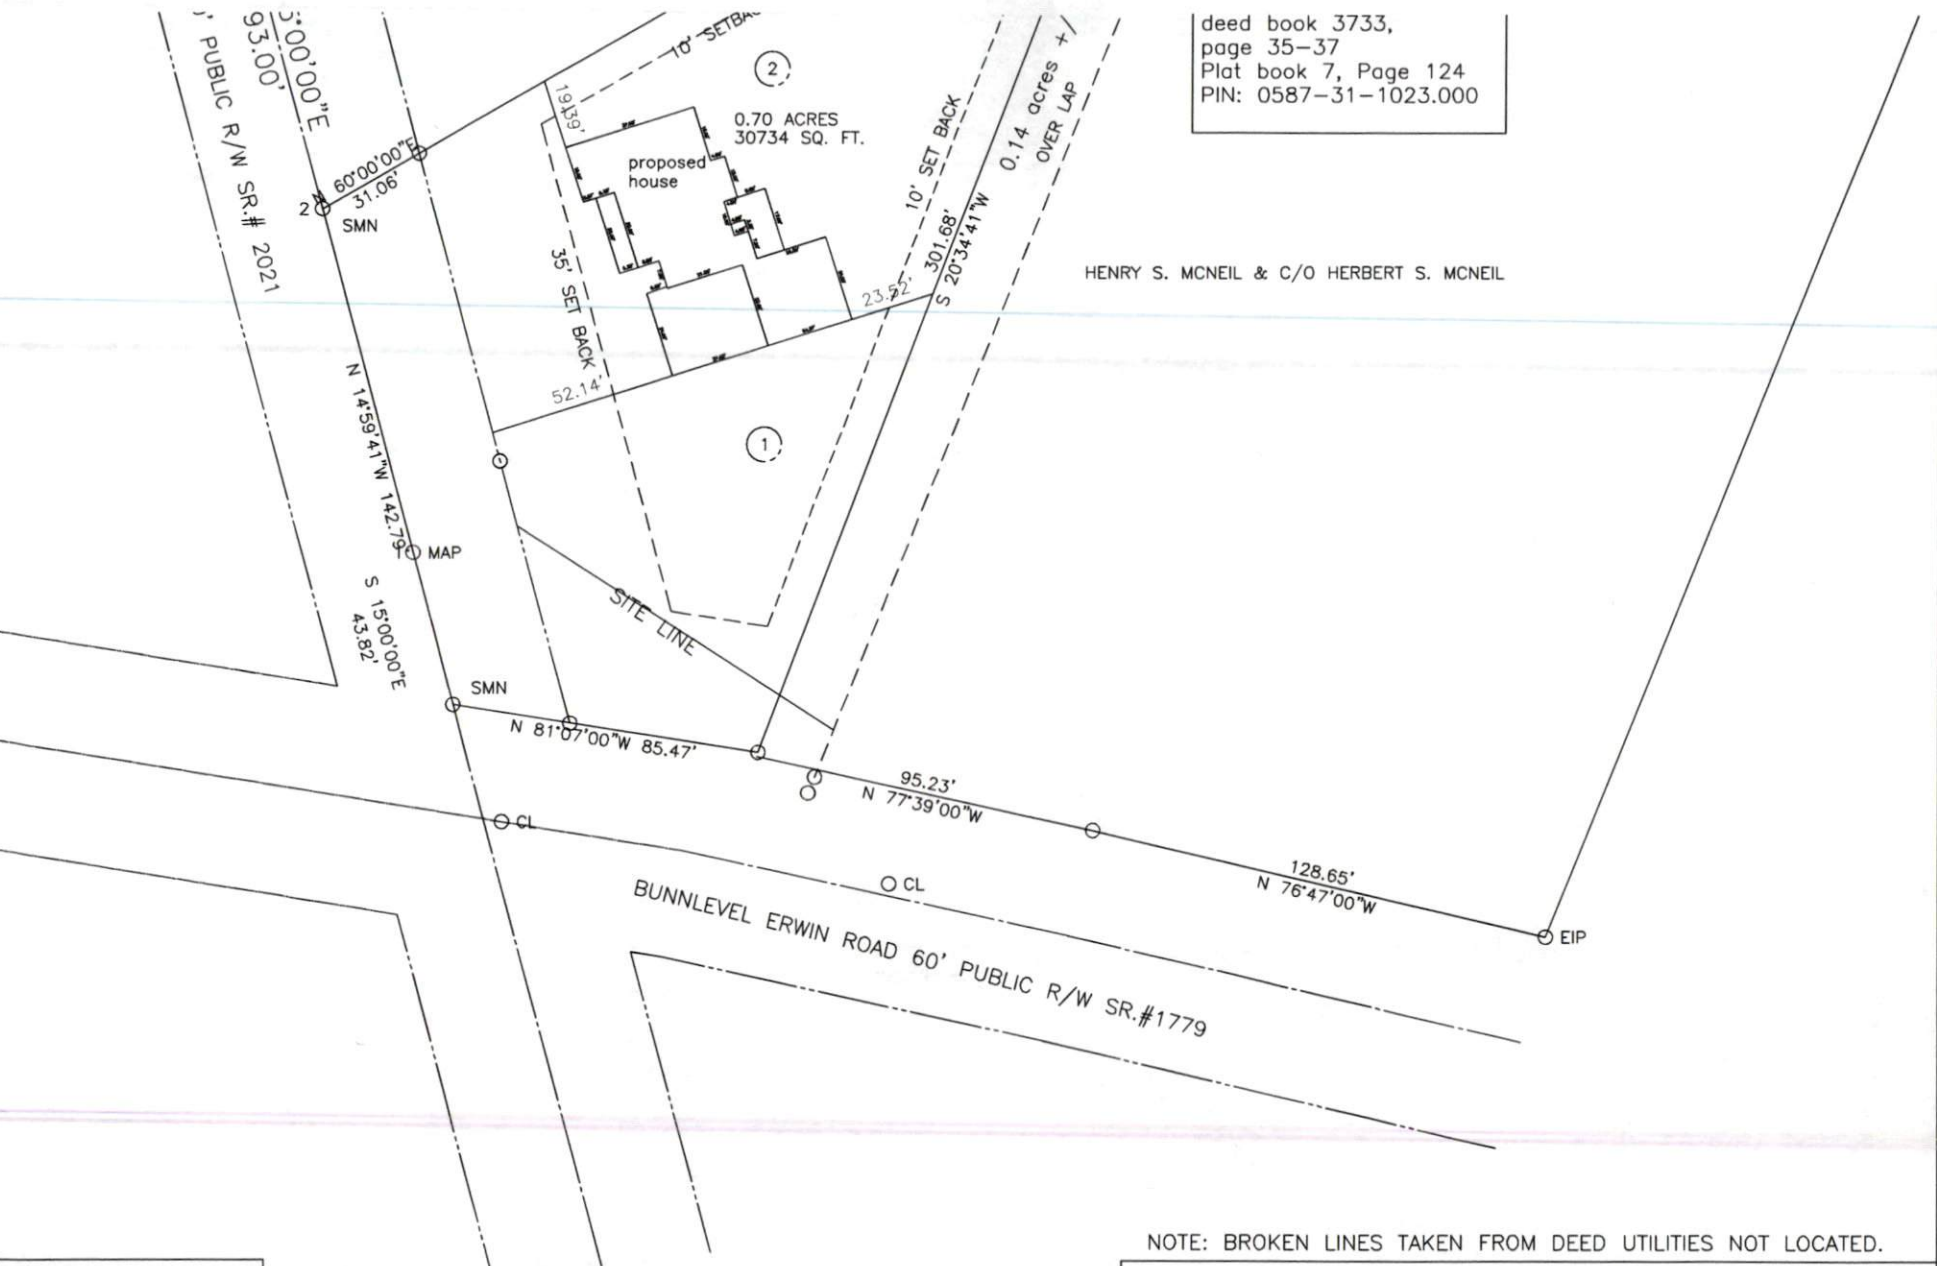 deed book 3733,
page 35-37
Plat book 7, Page 124
PIN: 0587-31-1023.000
5°00'00"E
93.00'
' PUBLIC R/W SR.# 2021
10' SETBAC
2
0.70 ACRES
30734 SQ. FT.
19.39'
proposed
house
N 60°00'00"E
31.06'
2
SMN
35' SET BACK
10' SET BACK
0.14 acres +/
OVER LAP
301.68'
S 20°34'41"W
23.52'
HENRY S. MCNEIL & C/O HERBERT S. MCNEIL
52.14'
1
N 14°59'41"W 142.79'
1
MAP
S 15°00'00"E
43.82'
SITE LINE
SMN
N 81°07'00"W 85.47'
95.23'
N 77°39'00"W
CL
CL
128.65'
N 76°47'00"W
EIP
BUNNLEVEL ERWIN ROAD 60' PUBLIC R/W SR.#1779
NOTE: BROKEN LINES TAKEN FROM DEED UTILITIES NOT LOCATED.